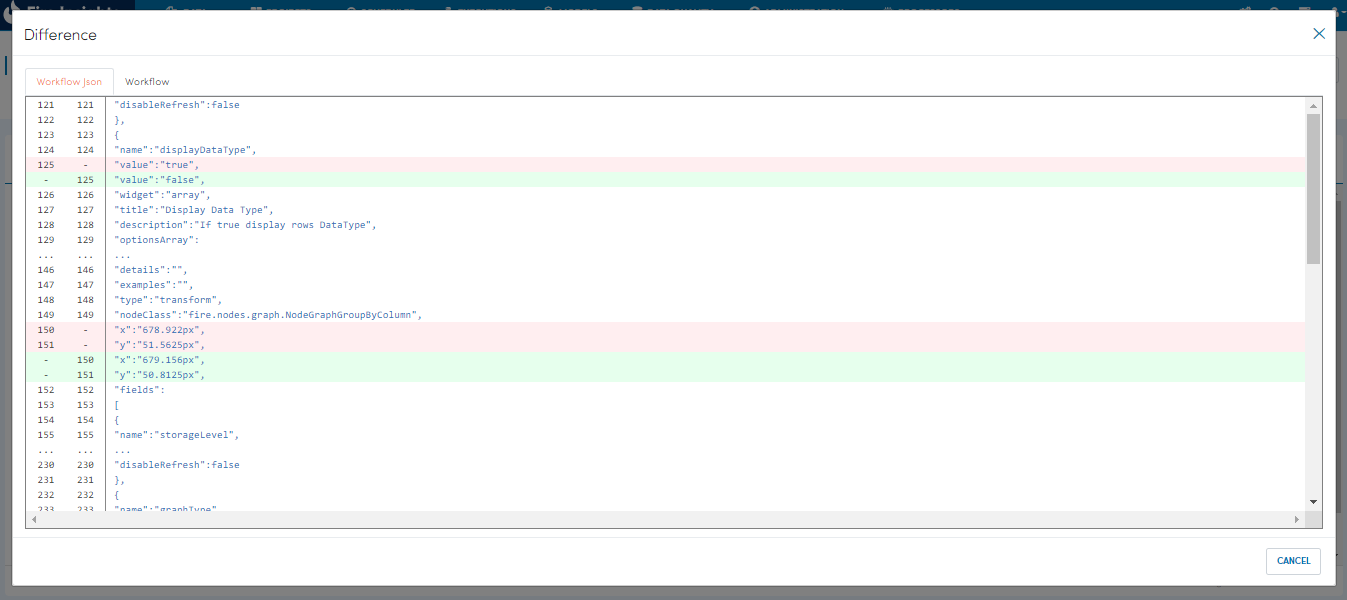 Difference
Workflow Json Workflow
121 121 "disableRefresh":false
122 122 },
123 123 {
124 124 "name":"displayDataType",
125 - "value":"true",
- 125 "value":"false",
126 126 "widget":"array",
127 127 "title":"Display Data Type",
128 128 "description":"If true display rows DataType",
129 129 "optionsArray":
... ... ...
146 146 "details":"",
147 147 "examples":"",
148 148 "type":"transform",
149 149 "nodeClass":"fire.nodes.graph.NodeGraphGroupByColumn",
150 - "x":"678.922px",
151 - "y":"51.5625px",
- 150 "x":"679.156px",
- 151 "y":"50.8125px",
152 152 "fields":
153 153 [
154 154 {
155 155 "name":"storageLevel",
... ... ...
230 230 "disableRefresh":false
231 231 },
232 232 {
233 233 "name":"graphType"
CANCEL